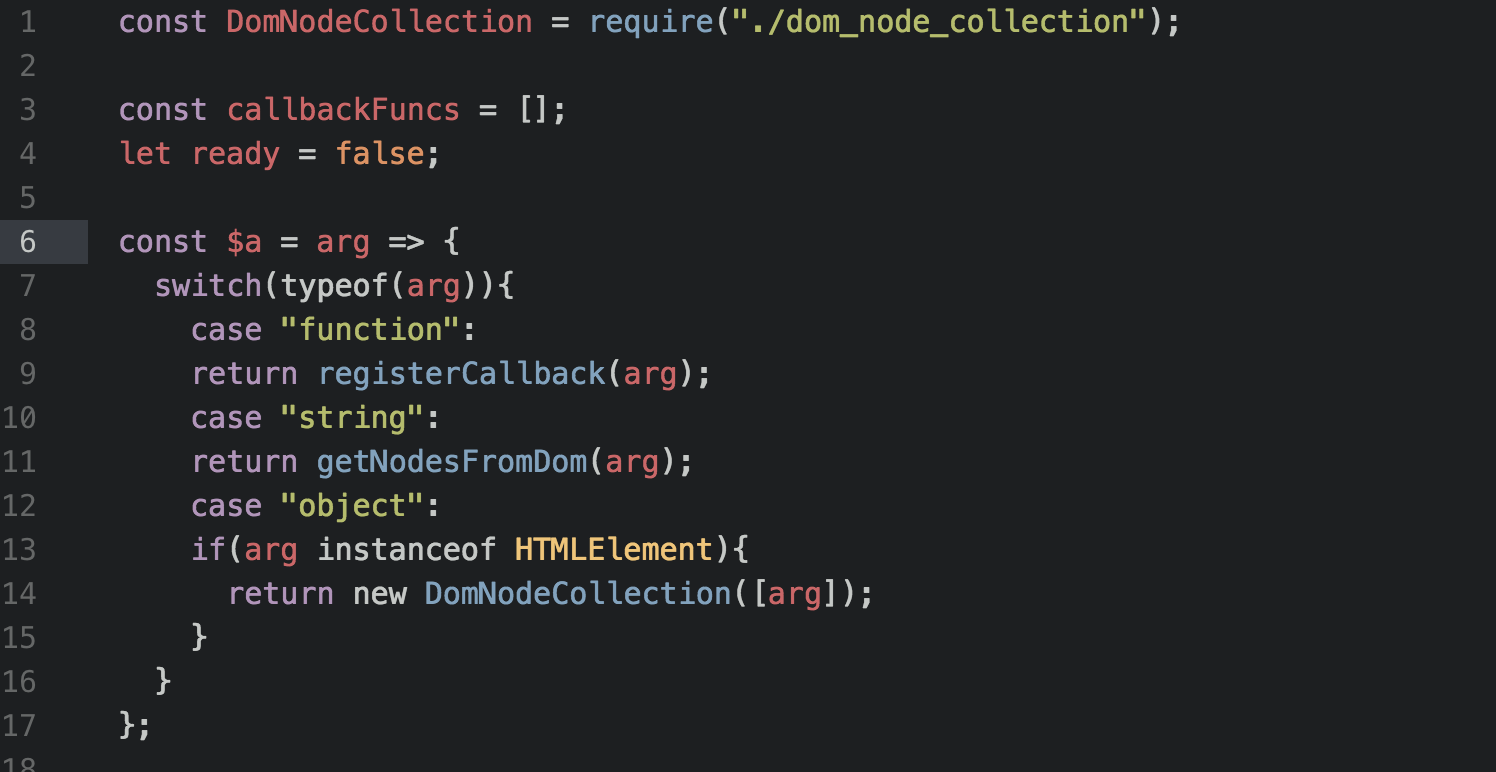 1 const DomNodeCollection = require("./dom_node_collection");
2
3 const callbackFuncs = [];
4 let ready = false;
5
6 const $a = arg => {
7   switch(typeof(arg)){
8     case "function":
9     return registerCallback(arg);
10     case "string":
11     return getNodesFromDom(arg);
12     case "object":
13     if(arg instanceof HTMLElement){
14       return new DomNodeCollection([arg]);
15     }
16   }
17 };
18